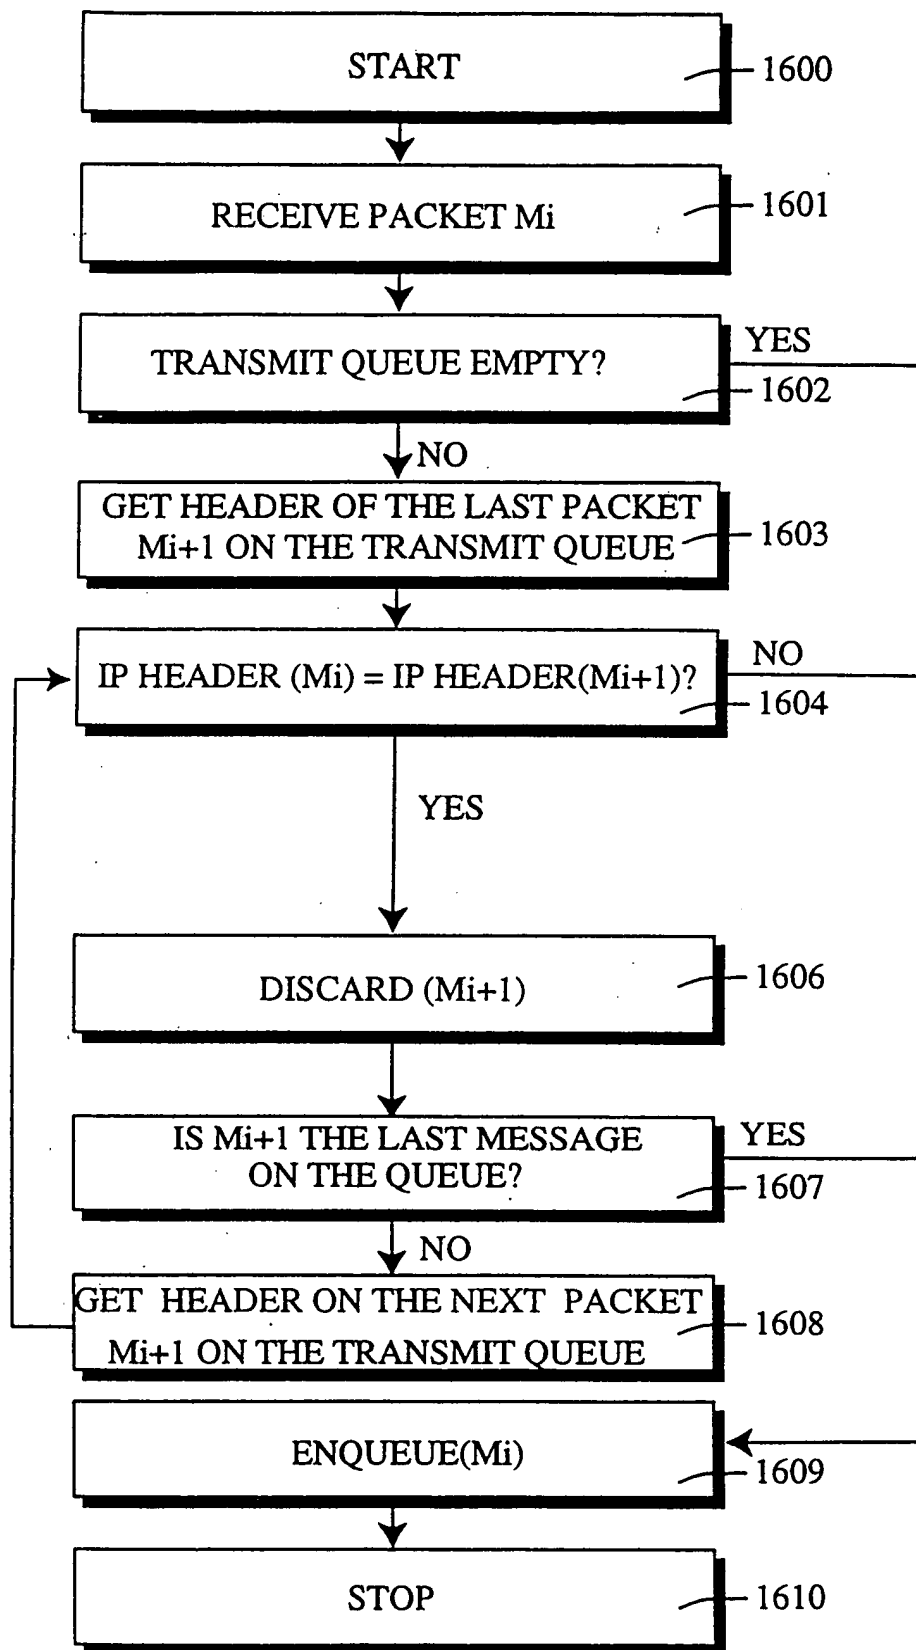 START
1600
RECEIVE PACKET Mi
1601
TRANSMIT QUEUE EMPTY?
YES
1602
NO
GET HEADER OF THE LAST PACKET
Mi+1 ON THE TRANSMIT QUEUE
1603
IP HEADER (Mi) = IP HEADER(Mi+1)?
NO
1604
YES
DISCARD (Mi+1)
1606
IS Mi+1 THE LAST MESSAGE
ON THE QUEUE?
YES
1607
NO
GET HEADER ON THE NEXT PACKET
Mi+1 ON THE TRANSMIT QUEUE
1608
ENQUEUE(Mi)
1609
STOP
1610